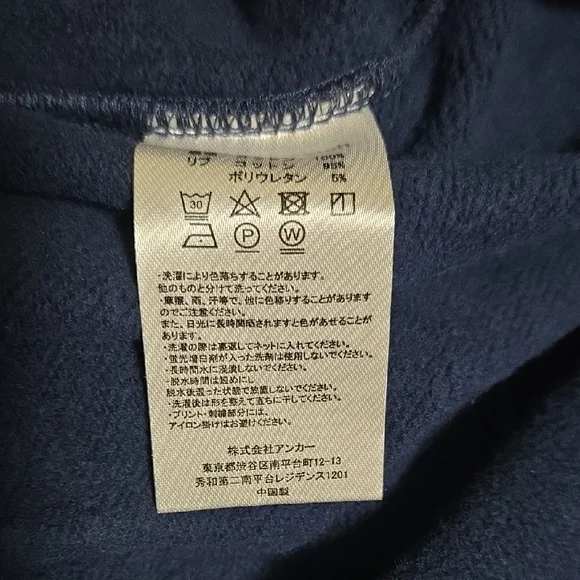 100%
リブ コットン 95%
ポリウレタン 5%
30
P W
・洗濯により色落ちすることがあります。
他のものと分けて洗ってください。
・摩擦、雨、汗等で、他に色移りすることがあります
のでご注意ください。
また、日光に長時間晒されますと色があせることが
あります。
・洗濯の際は裏返してネットに入れてください。
・蛍光増白剤が入った洗剤は使用しないでください。
・長時間水に浸漬しないでください。
・脱水時間は短めにし
脱水後湿った状態で放置しないでください。
・洗濯後は形を整えて直ちに干してください。
・プリント・刺繍部分には、
アイロン掛けはお避けください。
株式会社アンカー
東京都渋谷区南平台町12-13
秀和第二南平台レジデンス1201
中国製